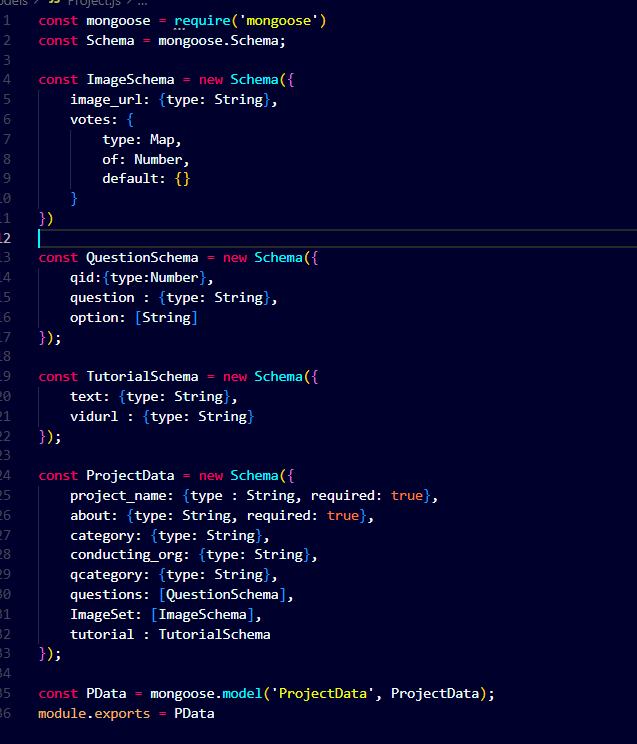 odels > JS Project.js > ...
1 const mongoose = require('mongoose')
2 const Schema = mongoose.Schema;
3
4 const ImageSchema = new Schema({
5     image_url: {type: String},
6     votes: {
7         type: Map,
8         of: Number,
9         default: {}
10     }
11 })
12
13 const QuestionSchema = new Schema({
14     qid:{type:Number},
15     question : {type: String},
16     option: [String]
17 });
18
19 const TutorialSchema = new Schema({
20     text: {type: String},
21     vidurl : {type: String}
22 });
23
24 const ProjectData = new Schema({
25     project_name: {type : String, required: true},
26     about: {type: String, required: true},
27     category: {type: String},
28     conducting_org: {type: String},
29     qcategory: {type: String},
30     questions: [QuestionSchema],
31     ImageSet: [ImageSchema],
32     tutorial : TutorialSchema
33 });
34
35 const PData = mongoose.model('ProjectData', ProjectData);
36 module.exports = PData